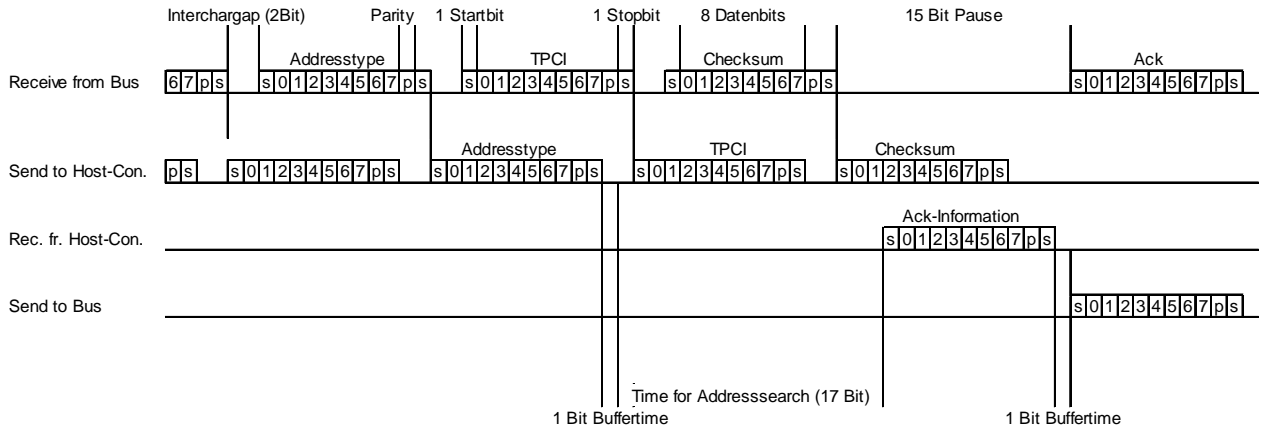 Interchargap (2Bit) Parity 1 Startbit 1 Stopbit 8 Datenbits 15 Bit Pause
Addresstype TPCI Checksum Ack
Receive from Bus 6 7 p s s 0 1 2 3 4 5 6 7 p s s 0 1 2 3 4 5 6 7 p s s 0 1 2 3 4 5 6 7 p s s 0 1 2 3 4 5 6 7 p s
Addresstype TPCI Checksum
Send to Host-Con. p s s 0 1 2 3 4 5 6 7 p s s 0 1 2 3 4 5 6 7 p s s 0 1 2 3 4 5 6 7 p s s 0 1 2 3 4 5 6 7 p s
Ack-Information
Rec. fr. Host-Con. s 0 1 2 3 4 5 6 7 p s
Send to Bus s 0 1 2 3 4 5 6 7 p s
Time for Addresssearch (17 Bit)
1 Bit Buffertime 1 Bit Buffertime